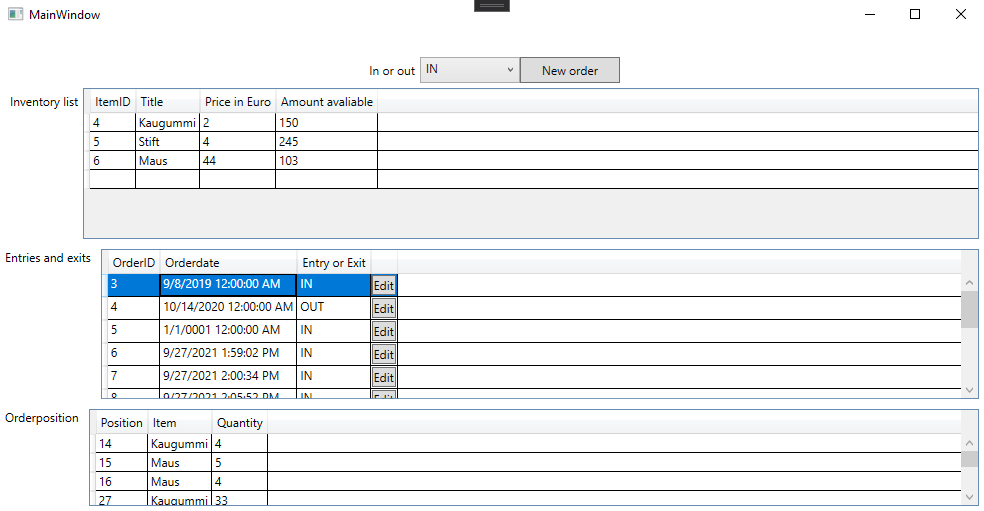 MainWindow
In or out IN New order
Inventory list ItemID Title Price in Euro Amount avaliable
4 Kaugummi 2 150
5 Stift 4 245
6 Maus 44 103
Entries and exits OrderID Orderdate Entry or Exit
3 9/8/2019 12:00:00 AM IN Edit
4 10/14/2020 12:00:00 AM OUT Edit
5 1/1/0001 12:00:00 AM IN Edit
6 9/27/2021 1:59:02 PM IN Edit
7 9/27/2021 2:00:34 PM IN Edit
8 9/27/2021 2:05:52 PM IN Edit
Orderposition Position Item Quantity
14 Kaugummi 4
15 Maus 5
16 Maus 4
27 Kaugummi 33